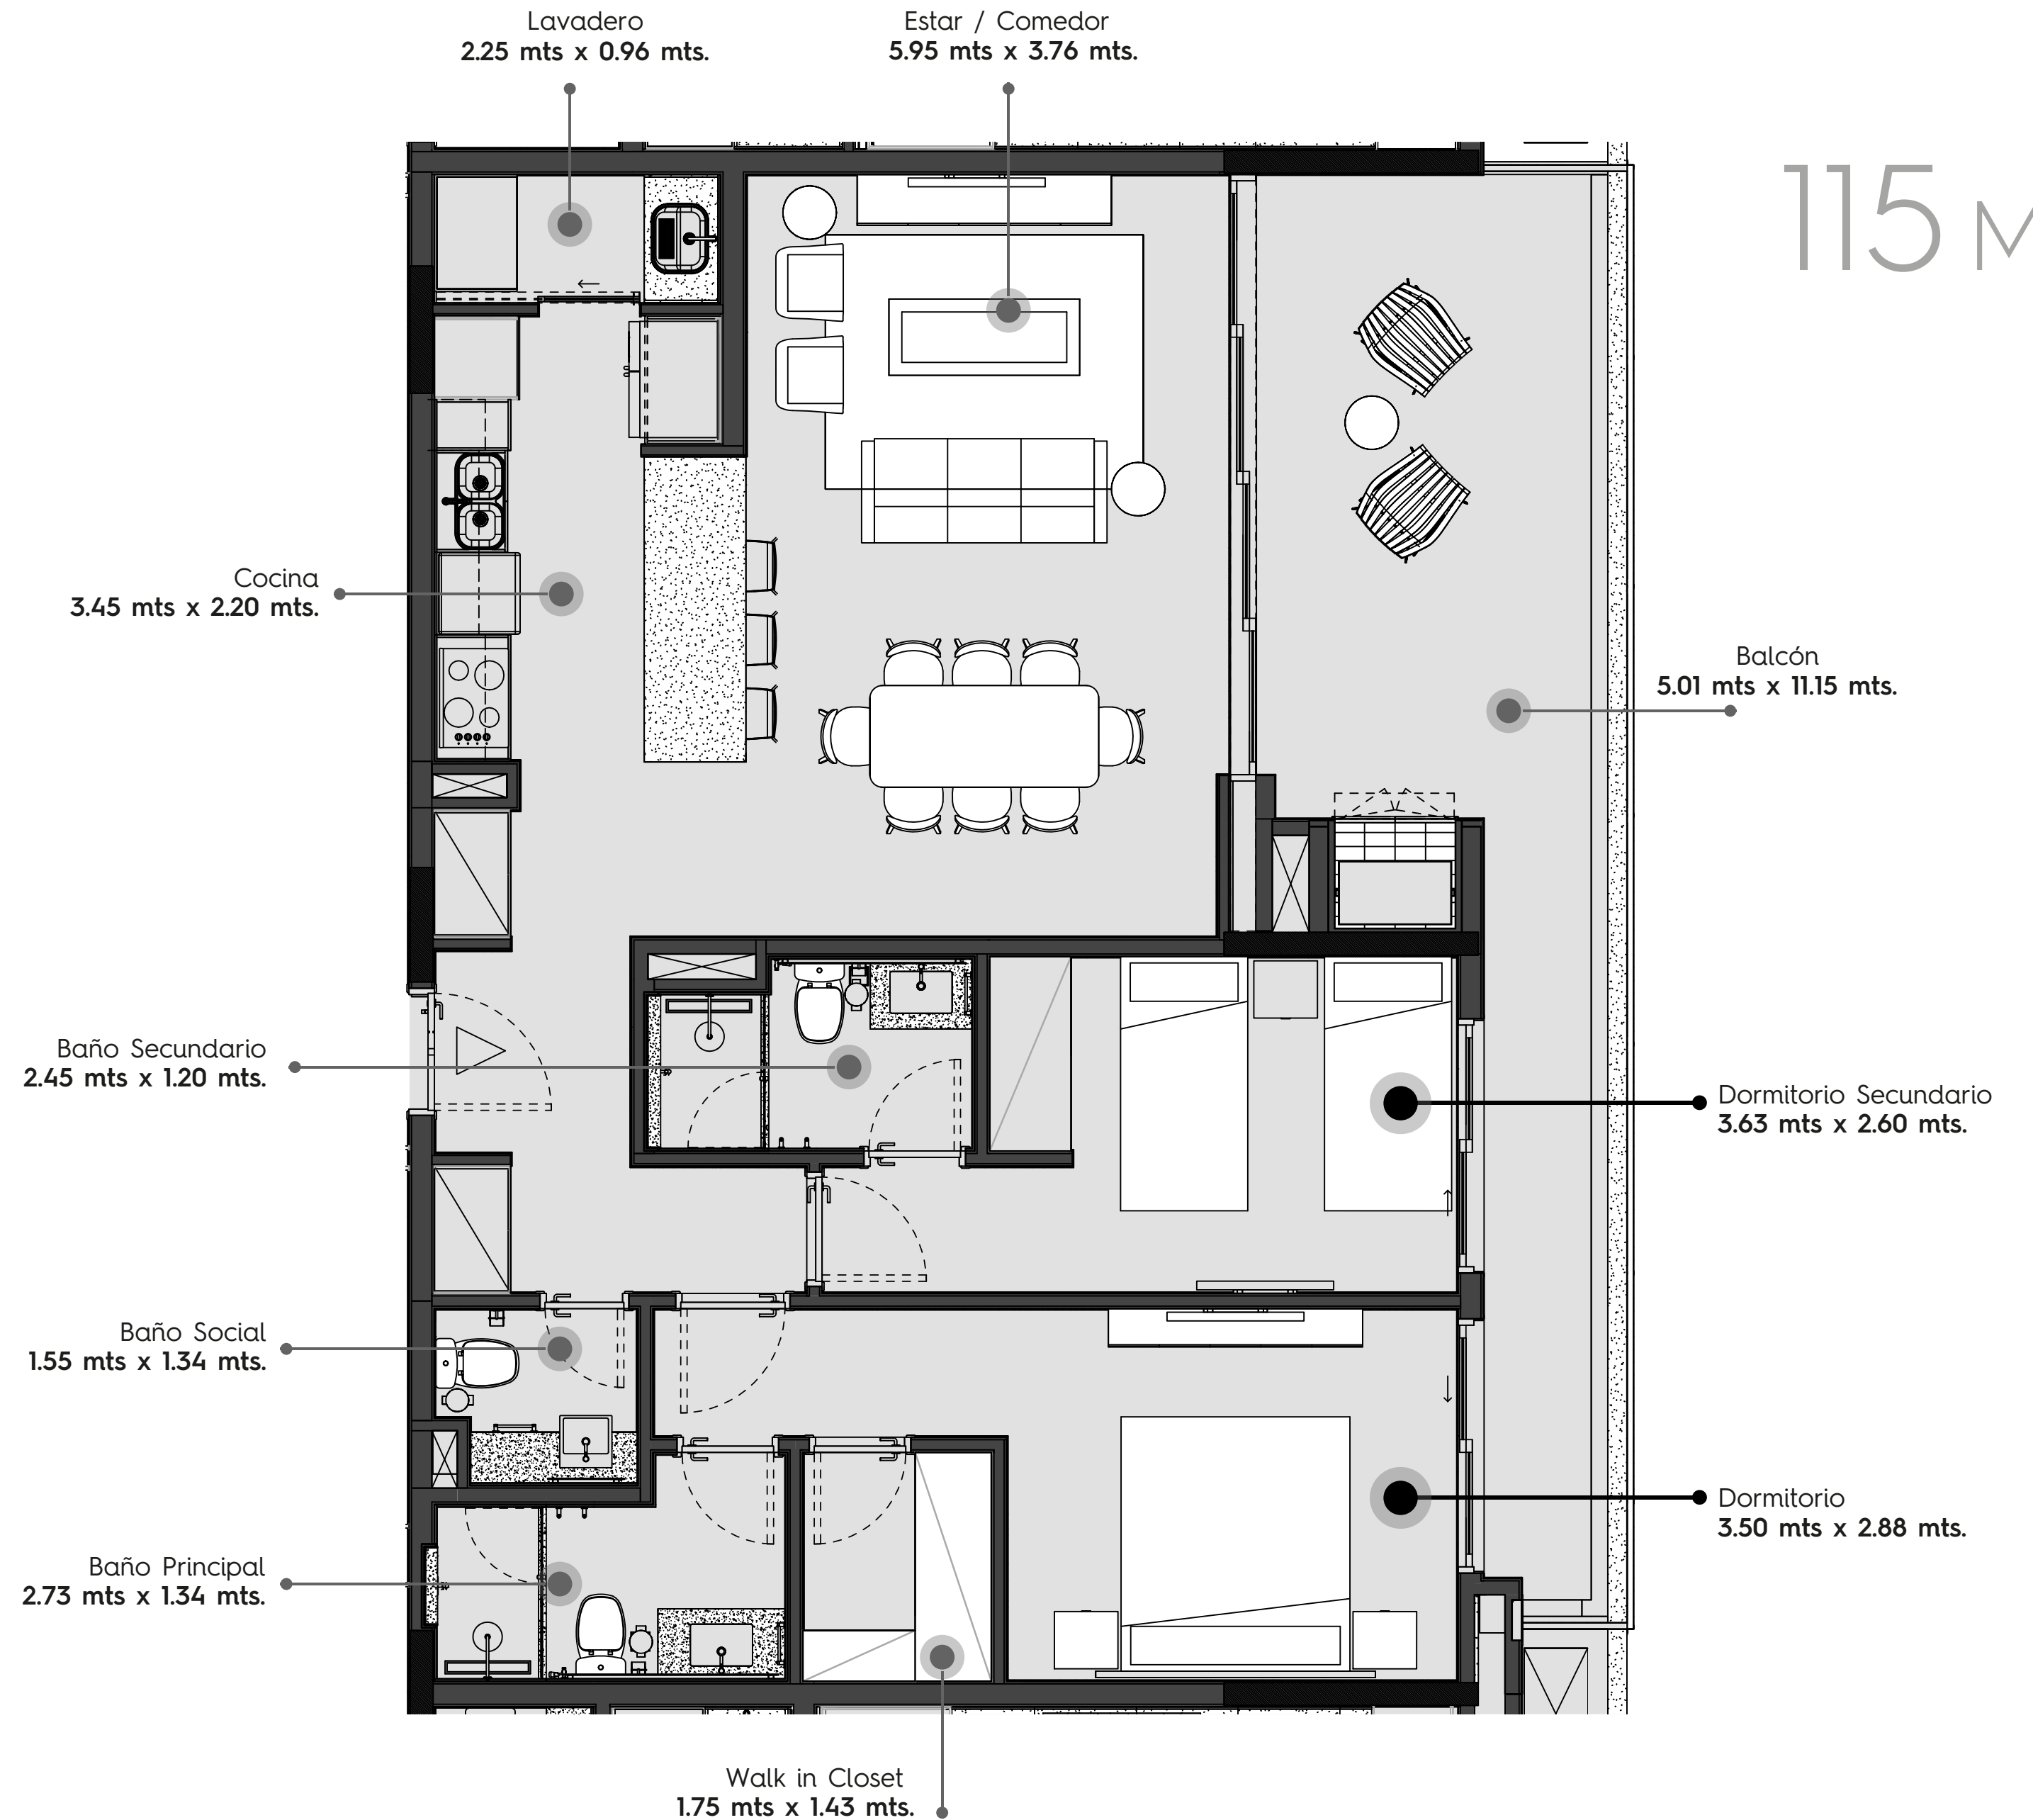 Lavadero
2.25 mts x 0.96 mts.
Estar / Comedor
5.95 mts x 3.76 mts.
115 M
Cocina
3.45 mts x 2.20 mts.
Balcón
5.01 mts x 11.15 mts.
Baño Secundario
2.45 mts x 1.20 mts.
Dormitorio Secundario
3.63 mts x 2.60 mts.
Baño Social
1.55 mts x 1.34 mts.
Dormitorio
3.50 mts x 2.88 mts.
Baño Principal
2.73 mts x 1.34 mts.
Walk in Closet
1.75 mts x 1.43 mts.